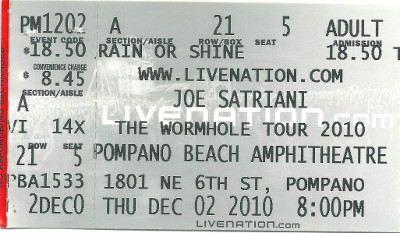 PM1202 A 21 5 ADULT
EVENT CODE SECTION/AISLE ROW/BOX SEAT ADMISSION
$18.50 RAIN OR SHINE 18.50
CONVENIENCE CHARGE
$ 8.45 WWW.LIVENATION.COM
SECTION/AISLE
A JOE SATRIANI
VI 14X THE WORMHOLE TOUR 2010
ROW SEAT
21 5 POMPANO BEACH AMPHITHEATRE
PBA1533 1801 NE 6TH ST, POMPANO
2DEC0 THU DEC 02 2010 8:00PM
LIVENATION.COM